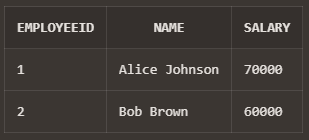 EMPLOYEEID NAME SALARY
1 Alice Johnson 70000
2 Bob Brown 60000